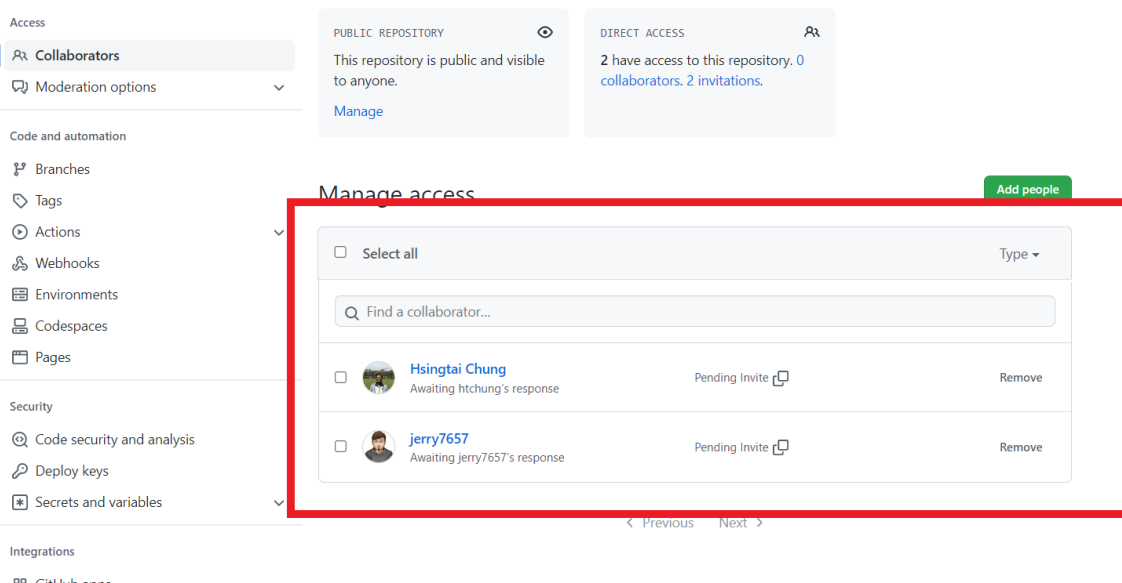 Access
Collaborators
Moderation options
Code and automation
Branches
Tags
Actions
Webhooks
Environments
Codespaces
Pages
Security
Code security and analysis
Deploy keys
Secrets and variables
Integrations
GitHub apps
PUBLIC REPOSITORY
This repository is public and visible
to anyone.
Manage
DIRECT ACCESS
2 have access to this repository. 0
collaborators. 2 invitations.
Manage access
Add people
Select all
Type
Find a collaborator...
Hsingtai Chung
Awaiting htchung's response
Pending Invite
Remove
jerry7657
Awaiting jerry7657's response
Pending Invite
Remove
Previous
Next